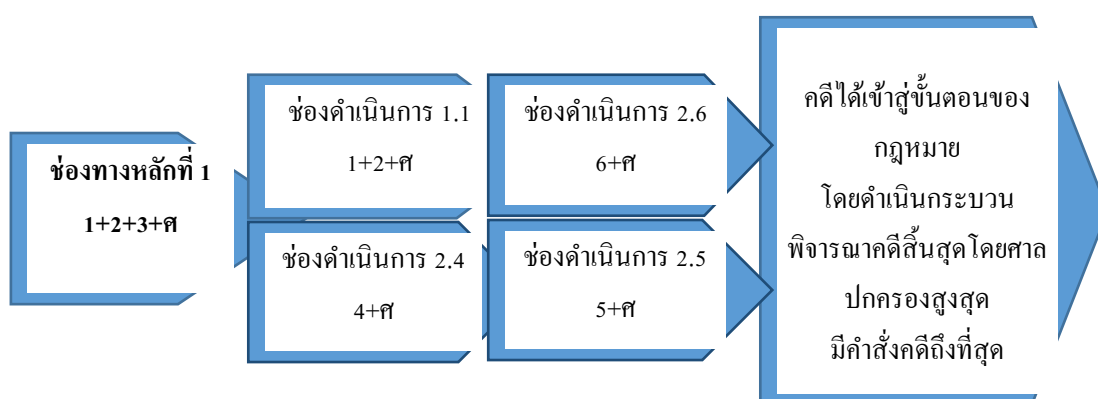 ช่องทางหลักที่ 1
1+2+3+ศ
ช่องดำเนินการ 1.1
1+2+ศ
ช่องดำเนินการ 2.4
4+ศ
ช่องดำเนินการ 2.6
6+ศ
ช่องดำเนินการ 2.5
5+ศ
คดีได้เข้าสู่ขั้นตอนของ
กฎหมาย
โดยดำเนินกระบวน
พิจารณาคดีสิ้นสุดโดยศาล
ปกครองสูงสุด
มีคำสั่งคดีถึงที่สุด